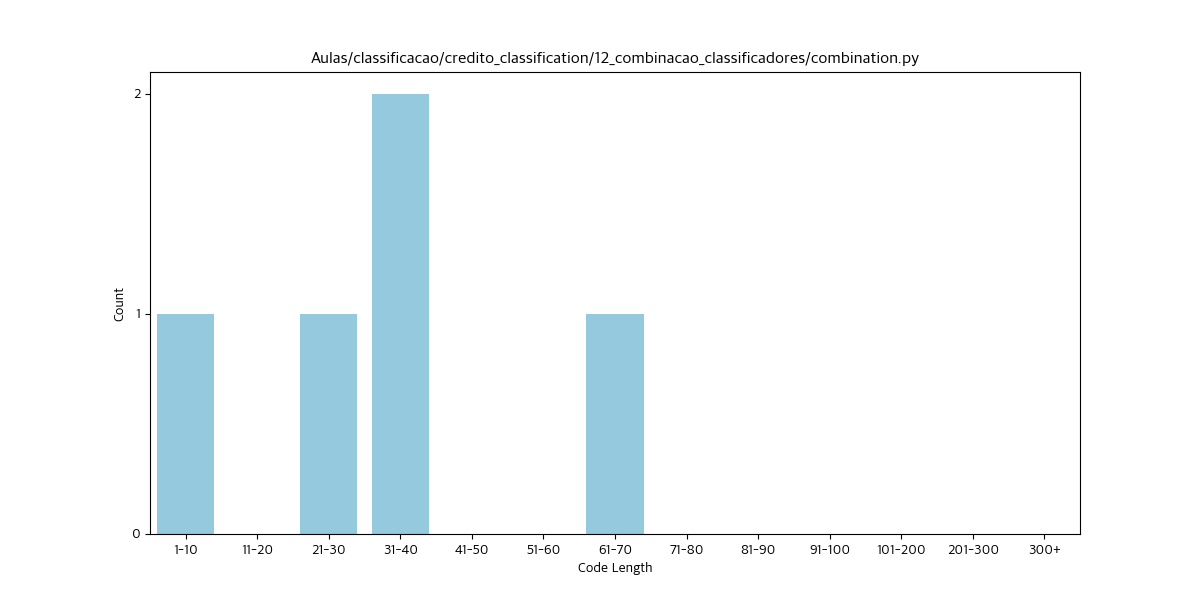 Aulas/classificacao/credito_classification/12_combinacao_classificadores/combination.py
2
1
0
Count
1-10 11-20 21-30 31-40 41-50 51-60 61-70 71-80 81-90 91-100 101-200 201-300 300+
Code Length